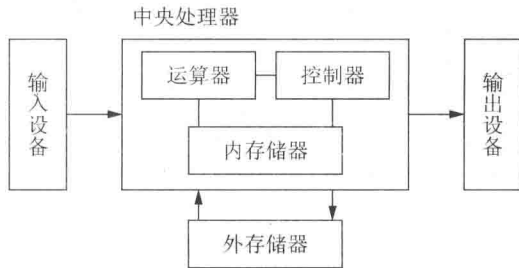 中央处理器
输入设备
运算器
控制器
内存储器
输出设备
外存储器